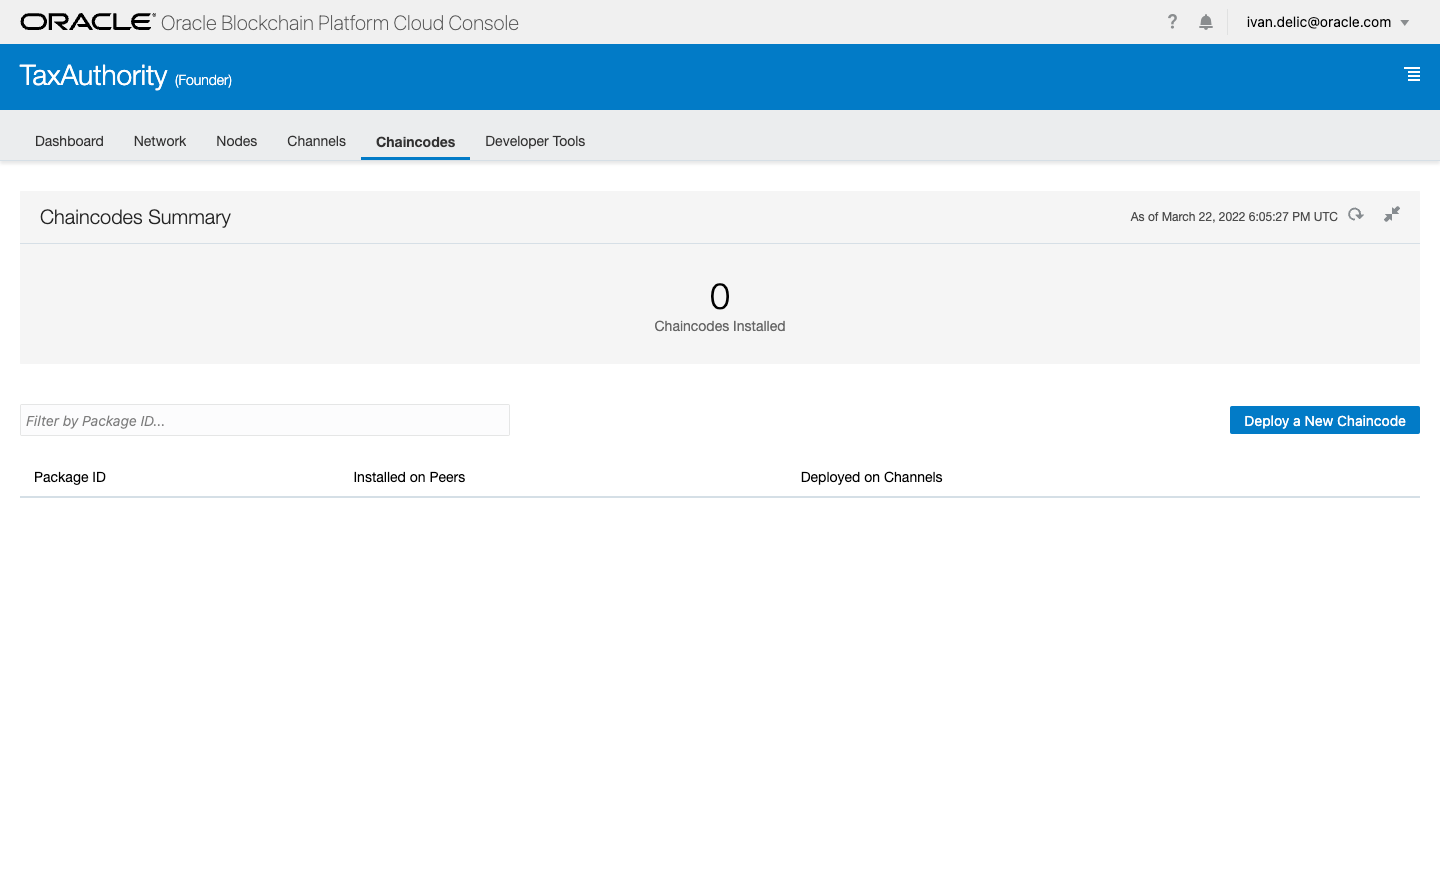 ORACLE® Oracle Blockchain Platform Cloud Console
? ivan.delic@oracle.com
TaxAuthority (Founder)
Dashboard Network Nodes Channels Chaincodes Developer Tools
Chaincodes Summary
As of March 22, 2022 6:05:27 PM UTC
0
Chaincodes Installed
Filter by Package ID...
Deploy a New Chaincode
Package ID Installed on Peers Deployed on Channels